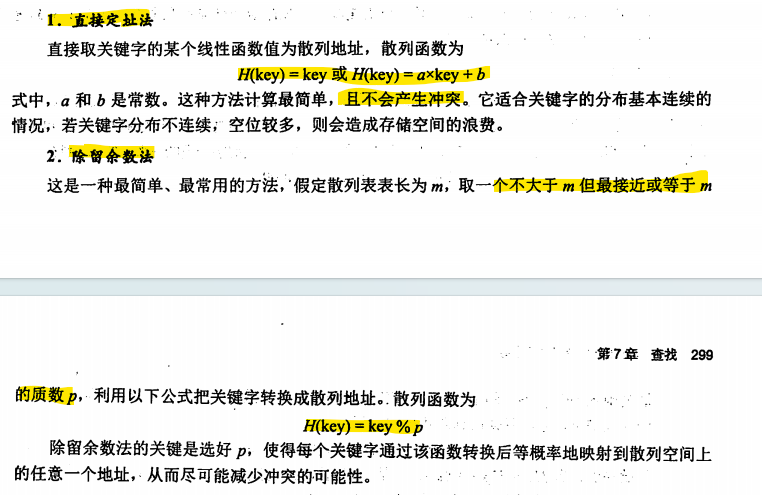 1. 直接定址法
直接取关键字的某个线性函数值为散列地址，散列函数为
H(key) = key 或 H(key) = a×key + b
式中，a 和 b 是常数。这种方法计算最简单，且不会产生冲突。它适合关键字的分布基本连续的
情况，若关键字分布不连续，空位较多，则会造成存储空间的浪费。
2. 除留余数法
这是一种最简单、最常用的方法，假定散列表表长为 m，取一个不大于 m 但最接近或等于 m
第 7 章 查找 299
的质数 p，利用以下公式把关键字转换成散列地址。散列函数为
H(key) = key % p
除留余数法的关键是选好 p，使得每个关键字通过该函数转换后等概率地映射到散列空间上
的任意一个地址，从而尽可能减少冲突的可能性。